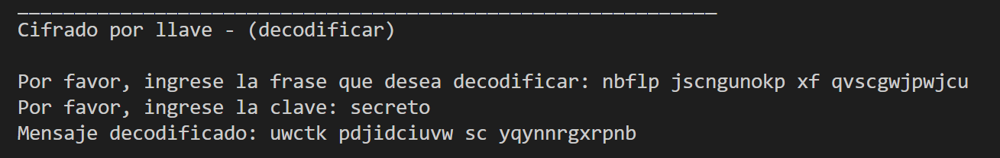 Cifrado por llave - (decodificar)
Por favor, ingrese la frase que desea decodificar: nbflp jscngunokp xf qvscgwjpwjcu
Por favor, ingrese la clave: secreto
Mensaje decodificado: uwctk pdjidciuvw sc yqynnrgxrpnb